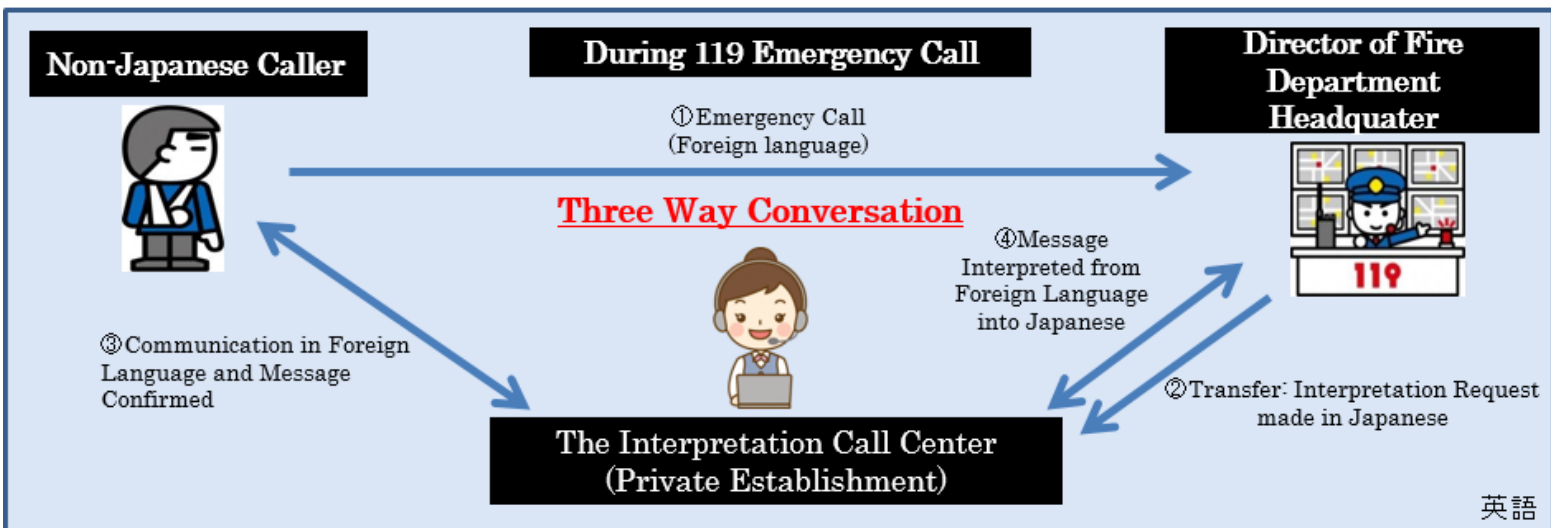 Non-Japanese Caller
During 119 Emergency Call
Director of Fire
Department
Headquater
①Emergency Call
(Foreign language)
Three Way Conversation
119
④Message
Interpreted from
Foreign Language
into Japanese
③Communication in Foreign
Language and Message
Confirmed
②Transfer: Interpretation Request
made in Japanese
The Interpretation Call Center
(Private Establishment)
英語